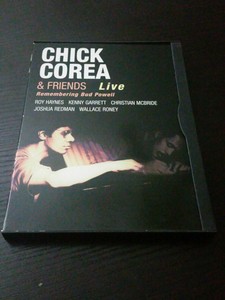 CHICK
COREA
& FRIENDS Live
Remembering Bud Powell
ROY HAYNES KENNY GARRETT CHRISTIAN MCBRIDE
JOSHUA REDMAN WALLACE RONEY